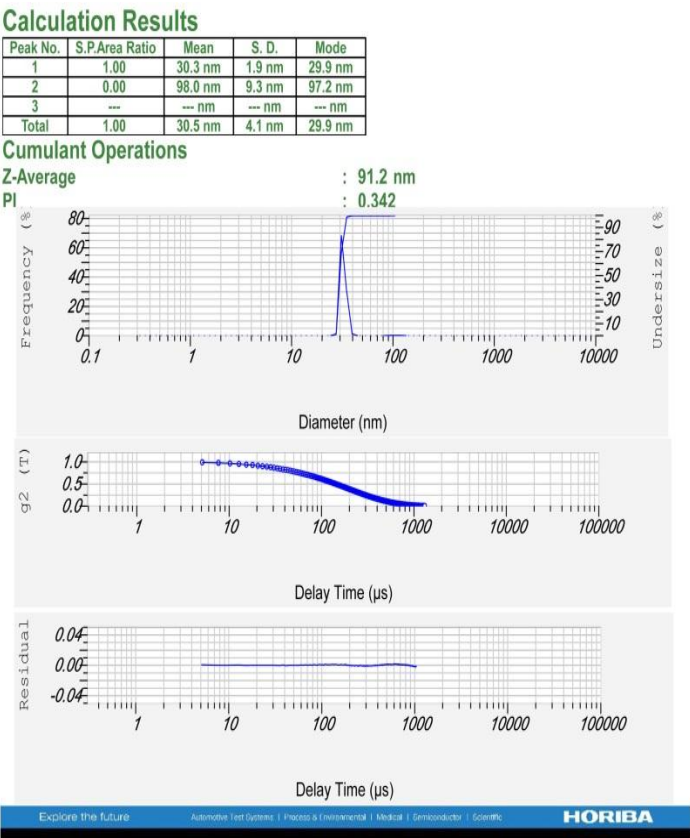 Calculation Results
Peak No. S.P.Area Ratio Mean S. D. Mode
1 1.00 30.3 nm 1.9 nm 29.9 nm
2 0.00 98.0 nm 9.3 nm 97.2 nm
3 --- --- nm --- nm --- nm
Total 1.00 30.5 nm 4.1 nm 29.9 nm
Cumulant Operations
Z-Average : 91.2 nm
PI : 0.342
Frequency (%
80
60
40
20
0
90
70
50
30
10
Undersize (%
0.1 1 10 100 1000 10000
Diameter (nm)
g2 (T)
1.0
0.5
0.0
1 10 100 1000 10000 100000
Delay Time (µs)
Residual
0.04
0.00
-0.04
1 10 100 1000 10000 100000
Delay Time (µs)
Explore the future Automotive Test Systems | Process & Environmental | Medical | Semiconductor | Scientific HORIBA